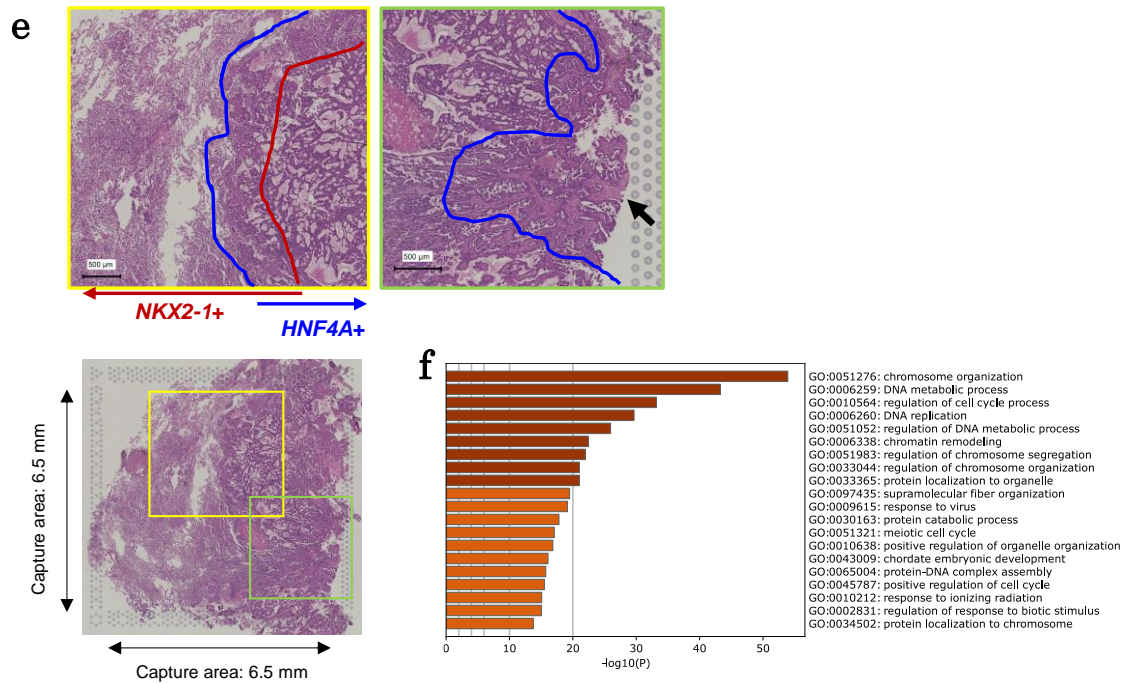 e
500 µm
500 µm
NKX2-1+
HNF4A+
Capture area: 6.5 mm
Capture area: 6.5 mm
f
GO:0051276: chromosome organization
GO:0006259: DNA metabolic process
GO:0010564: regulation of cell cycle process
GO:0006260: DNA replication
GO:0051052: regulation of DNA metabolic process
GO:0006338: chromatin remodeling
GO:0051983: regulation of chromosome segregation
GO:0033044: regulation of chromosome organization
GO:0033365: protein localization to organelle
GO:0097435: supramolecular fiber organization
GO:0009615: response to virus
GO:0030163: protein catabolic process
GO:0051321: meiotic cell cycle
GO:0010638: positive regulation of organelle organization
GO:0043009: chordate embryonic development
GO:0065004: protein-DNA complex assembly
GO:0045787: positive regulation of cell cycle
GO:0010212: response to ionizing radiation
GO:0002831: regulation of response to biotic stimulus
GO:0034502: protein localization to chromosome
0 10 20 30 40 50
-log10(P)